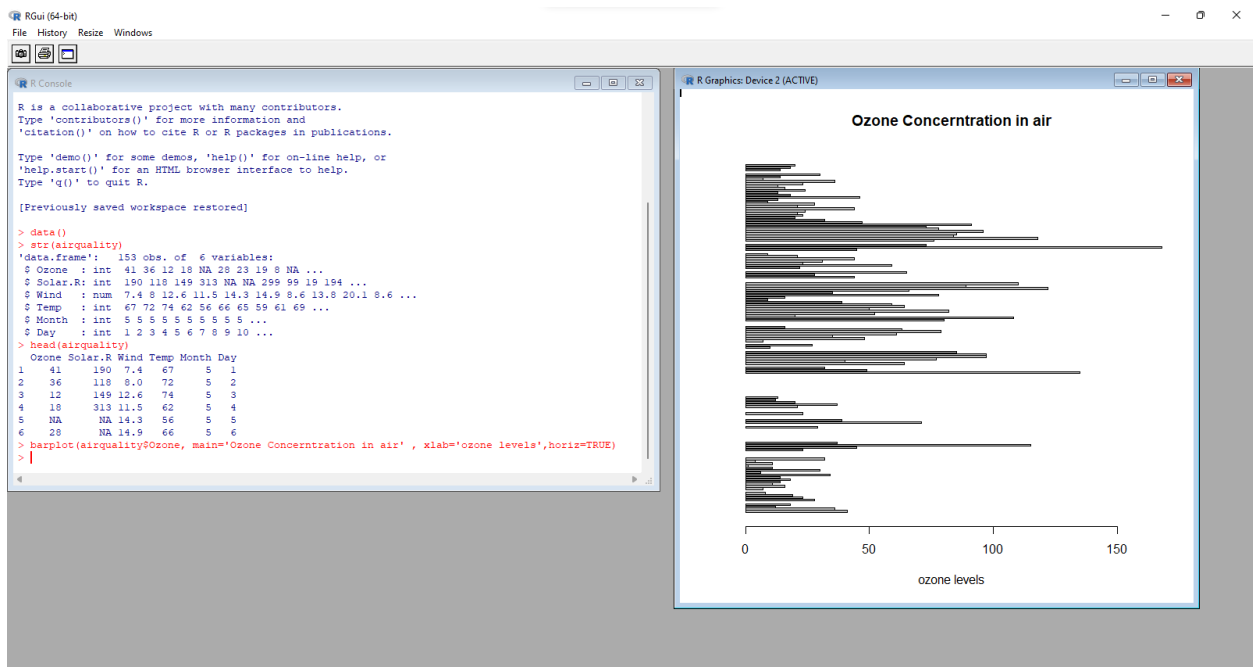 RGui (64-bit)
File History Resize Windows
R Console
R is a collaborative project with many contributors.
Type 'contributors()' for more information and
'citation()' on how to cite R or R packages in publications.
Type 'demo()' for some demos, 'help()' for on-line help, or
'help.start()' for an HTML browser interface to help.
Type 'q()' to quit R.
[Previously saved workspace restored]
> data()
> str(airquality)
'data.frame':   153 obs. of  6 variables:
 $ Ozone  : int  41 36 12 18 NA 28 23 19 8 NA ...
 $ Solar.R: int  190 118 149 313 NA NA 299 99 19 194 ...
 $ Wind   : num  7.4 8 12.6 11.5 14.3 14.9 8.6 13.8 20.1 8.6 ...
 $ Temp   : int  67 72 74 62 56 66 65 59 61 69 ...
 $ Month  : int  5 5 5 5 5 5 5 5 5 5 ...
 $ Day    : int  1 2 3 4 5 6 7 8 9 10 ...
> head(airquality)
  Ozone Solar.R Wind Temp Month Day
1    41     190  7.4   67     5   1
2    36     118  8.0   72     5   2
3    12     149 12.6   74     5   3
4    18     313 11.5   62     5   4
5    NA      NA 14.3   56     5   5
6    28      NA 14.9   66     5   6
> barplot(airquality$Ozone, main='Ozone Concerntration in air' , xlab='ozone levels',horiz=TRUE)
>
R Graphics: Device 2 (ACTIVE)
Ozone Concerntration in air
0 50 100 150
ozone levels